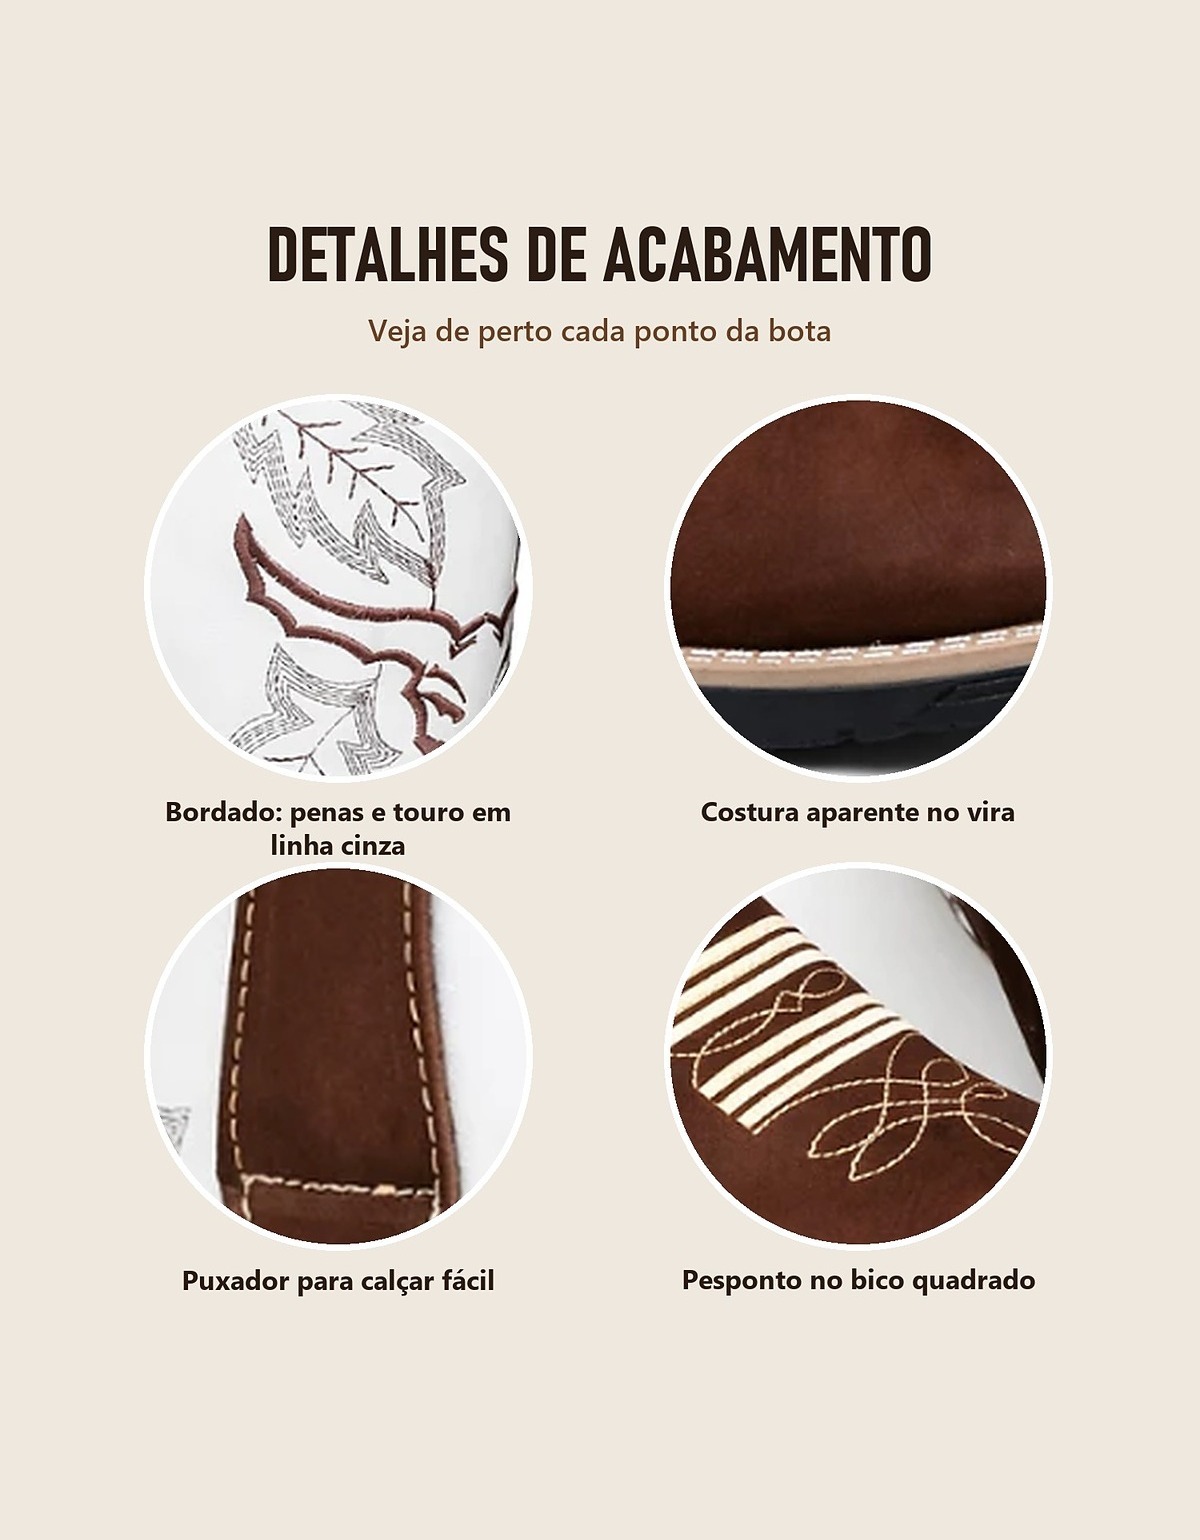 DETALHES DE ACABAMENTO
Veja de perto cada ponto da bota
Bordado: penas e touro em
linha cinza
Costura aparente no vira
Puxador para calçar fácil
Pesponto no bico quadrado